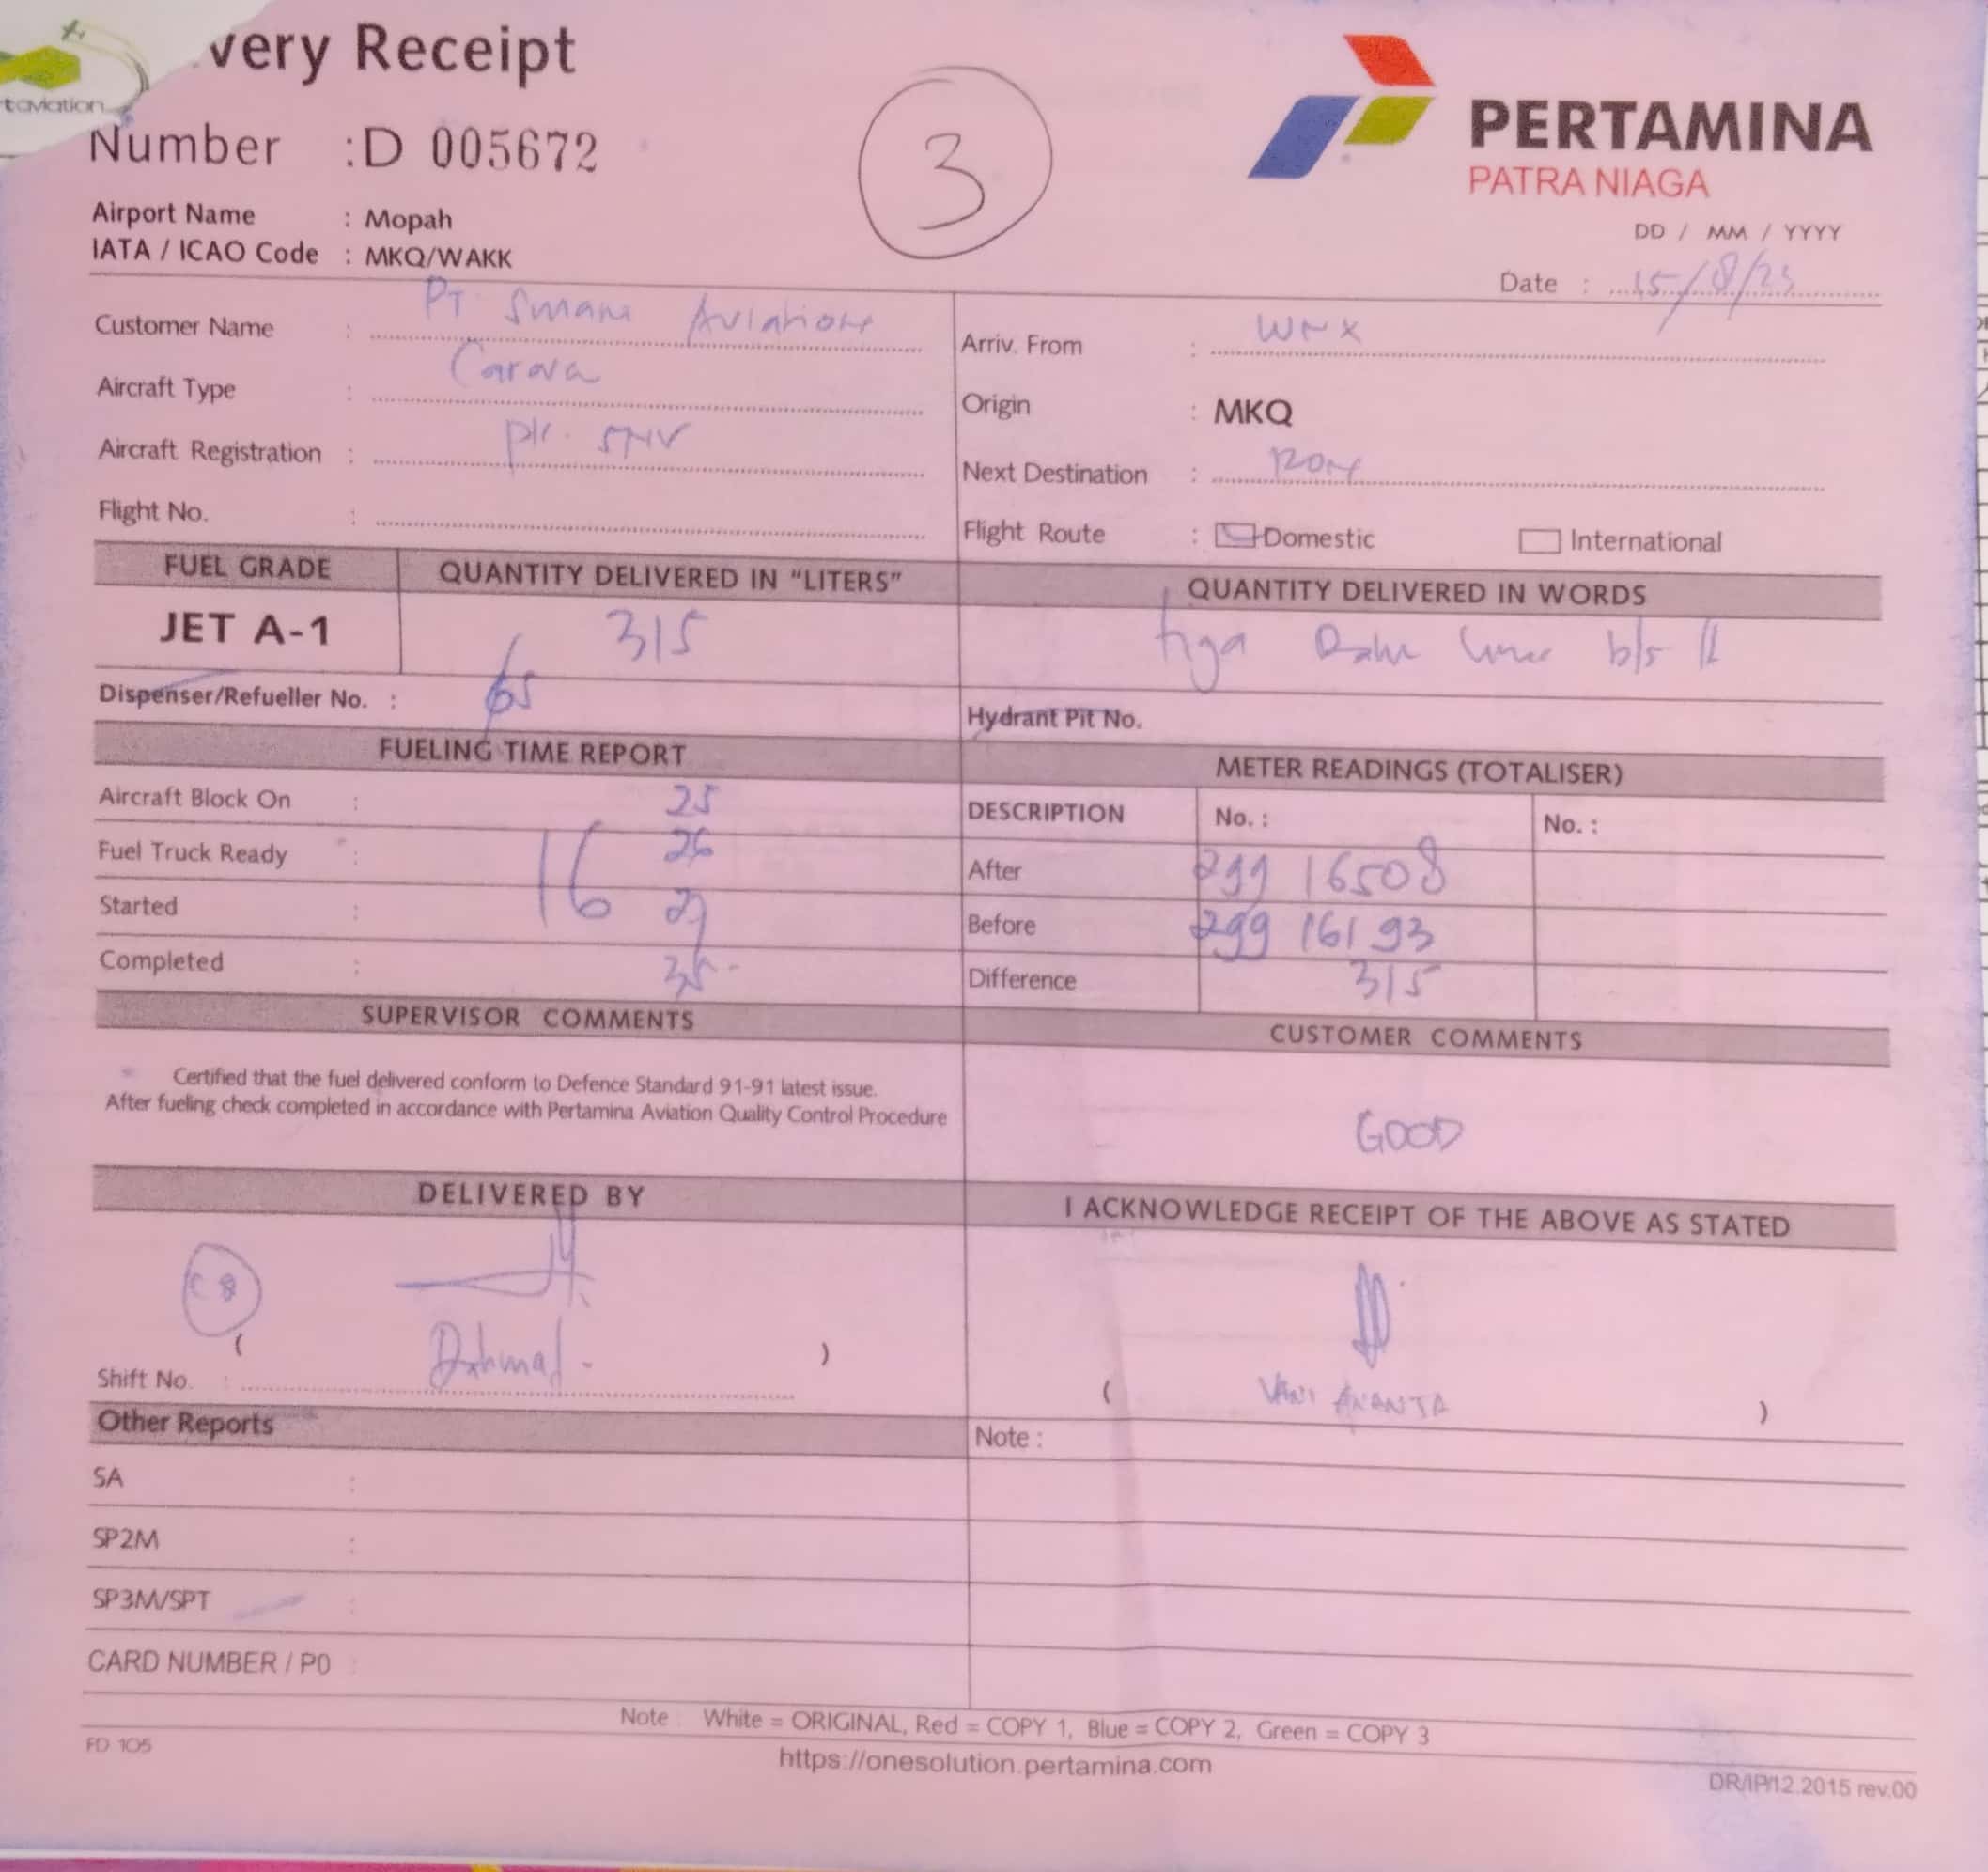 very Receipt
taviation
Number : D 005672
3
PERTAMINA
PATRA NIAGA
Airport Name : Mopah
IATA / ICAO Code : MKQ/WAKK
DD / MM / YYYY
Date : 15/8/25
Customer Name : PT Smart Aviation
Arriv. From :
Aircraft Type : Carava
Origin : MKQ
Aircraft Registration : PK. SNV
Next Destination :
Flight No. :
Flight Route : Domestic International
FUEL GRADE QUANTITY DELIVERED IN "LITERS" QUANTITY DELIVERED IN WORDS
JET A-1 315 tiga
Dispenser/Refueller No. : Hydrant Pit No.
FUELING TIME REPORT METER READINGS (TOTALISER)
Aircraft Block On : 25
DESCRIPTION No. : No. :
Fuel Truck Ready : 16 26
After 299 16508
Started : 27
Before 299 16193
Completed : 35
Difference 315
SUPERVISOR COMMENTS CUSTOMER COMMENTS
Certified that the fuel delivered conform to Defence Standard 91-91 latest issue.
After fueling check completed in accordance with Pertamina Aviation Quality Control Procedure
GOOD
DELIVERED BY I ACKNOWLEDGE RECEIPT OF THE ABOVE AS STATED
( )
Shift No. :
( ANANTA )
Other Reports Note :
SA :
SP2M :
SP3M/SPT :
CARD NUMBER / P0 :
Note : White = ORIGINAL, Red = COPY 1, Blue = COPY 2, Green = COPY 3
FD 105
https://onesolution.pertamina.com
DR/IP/12.2015 rev.00